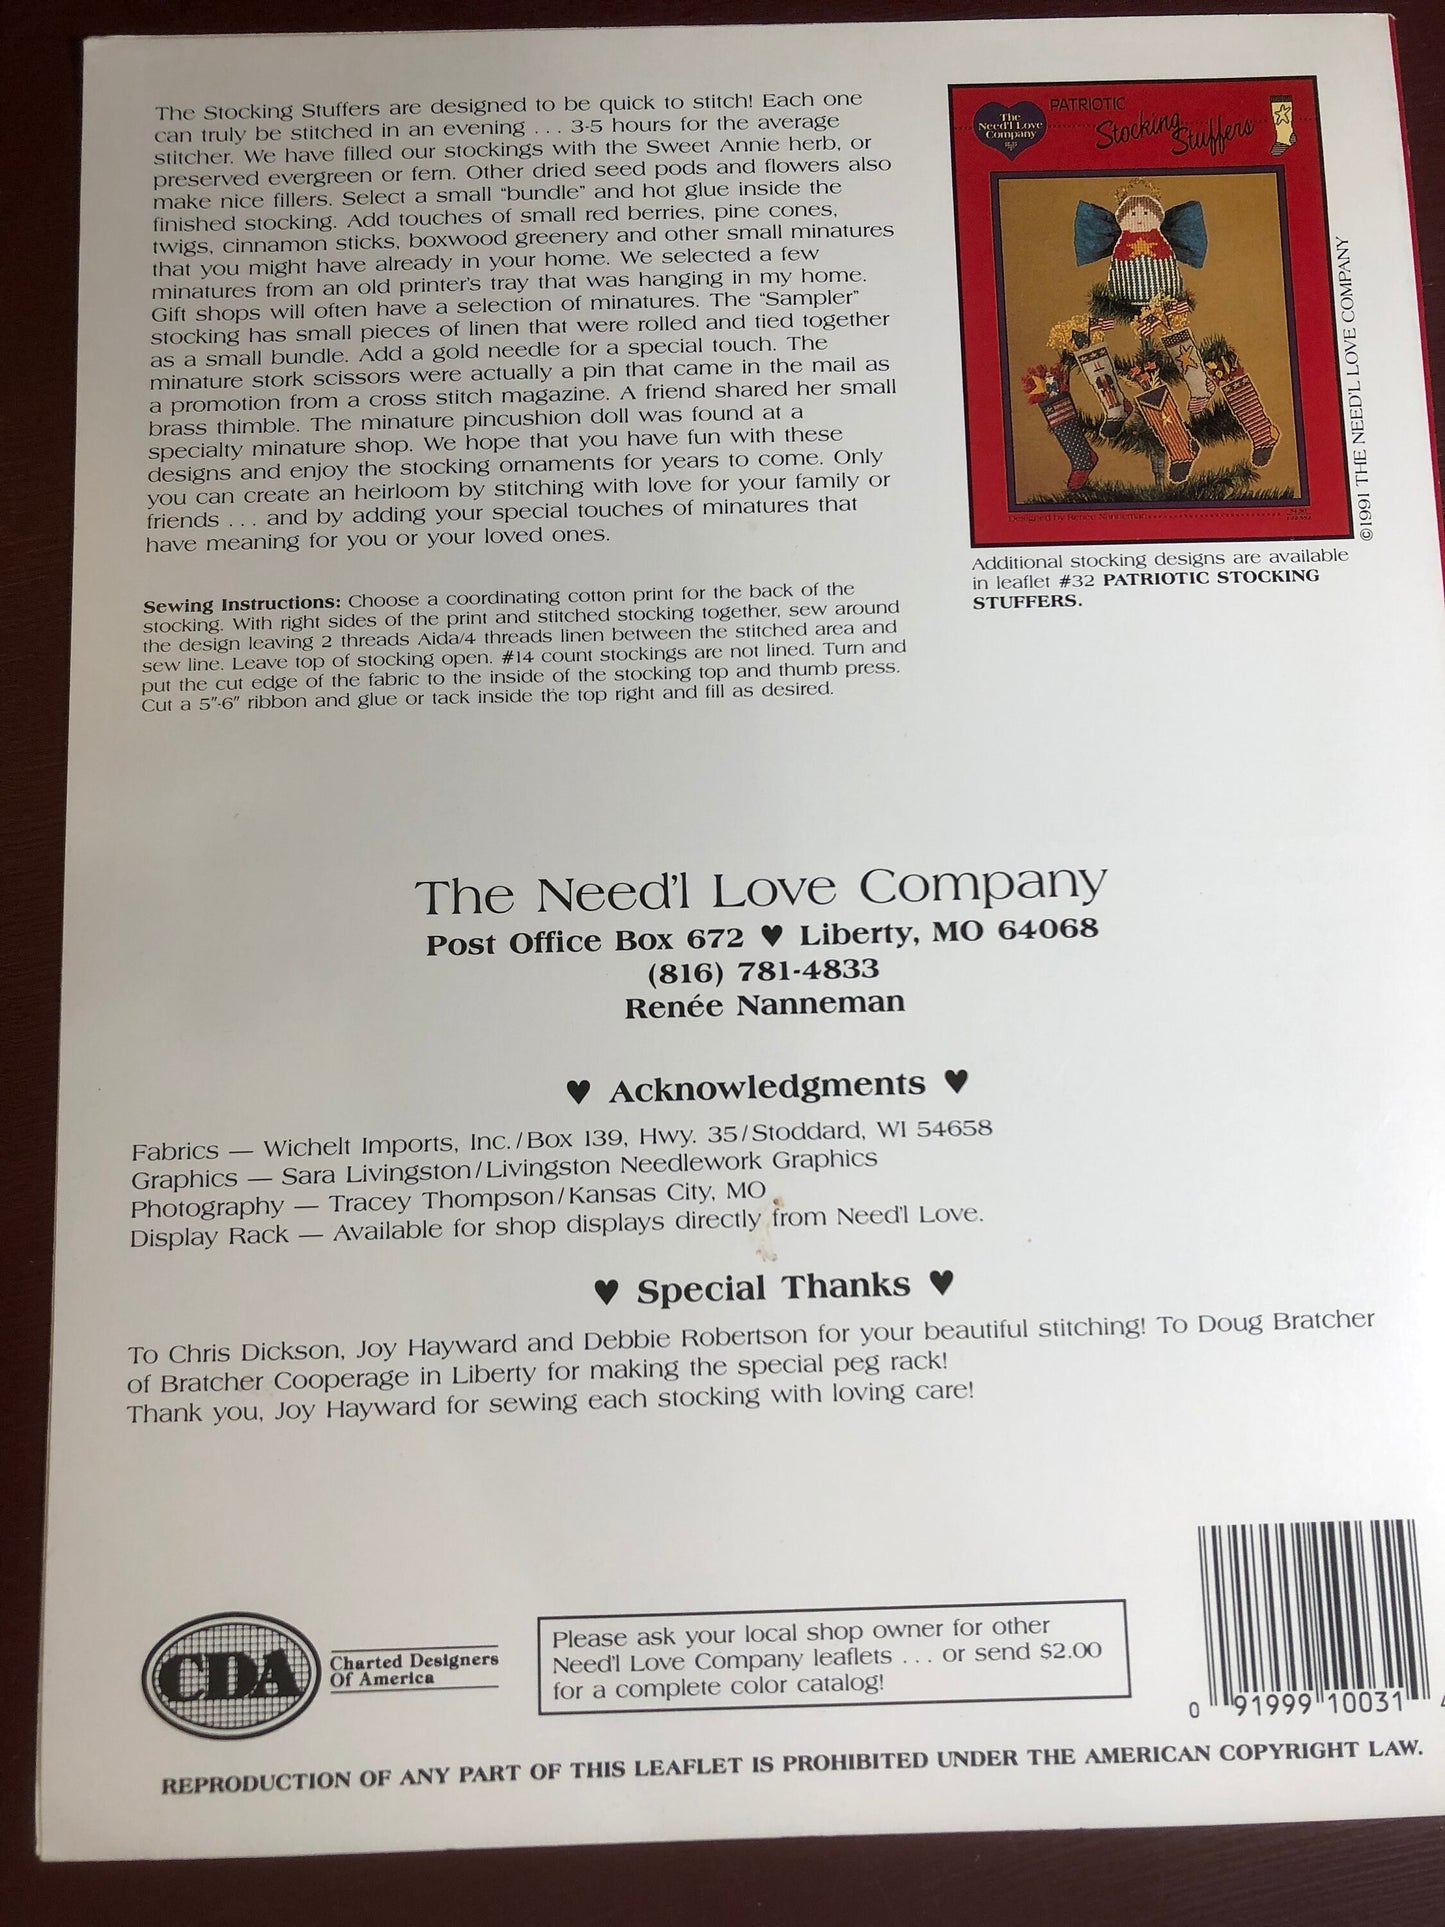 The Stocking Stuffers are designed to be quick to stitch! Each one
can truly be stitched in an evening . . . 3-5 hours for the average
stitcher. We have filled our stockings with the Sweet Annie herb, or
preserved evergreen or fern. Other dried seed pods and flowers also
make nice fillers. Select a small "bundle" and hot glue inside the
finished stocking. Add touches of small red berries, pine cones,
twigs, cinnamon sticks, boxwood greenery and other small minatures
that you might have already in your home. We selected a few
minatures from an old printer's tray that was hanging in my home.
Gift shops will often have a selection of minatures. The "Sampler"
stocking has small pieces of linen that were rolled and tied together
as a small bundle. Add a gold needle for a special touch. The
minature stork scissors were actually a pin that came in the mail as
a promotion from a cross stitch magazine. A friend shared her small
brass thimble. The minature pincushion doll was found at a
specialty minature shop. We hope that you have fun with these
designs and enjoy the stocking ornaments for years to come. Only
you can create an heirloom by stitching with love for your family or
friends . . . and by adding your special touches of minatures that
have meaning for you or your loved ones.
Sewing Instructions: Choose a coordinating cotton print for the back of the
stocking. With right sides of the print and stitched stocking together, sew around
the design leaving 2 threads Aida/4 threads linen between the stitched area and
sew line. Leave top of stocking open. #14 count stockings are not lined. Turn and
put the cut edge of the fabric to the inside of the stocking top and thumb press.
Cut a 5"-6" ribbon and glue or tack inside the top right and fill as desired.
The
Need'l Love
Company
PATRIOTIC
Stocking
Stuffers
Designed by Renée Nanneman
©1991 THE NEED'L LOVE COMPANY
Additional stocking designs are available
in leaflet #32 PATRIOTIC STOCKING
STUFFERS.
The Need'l Love Company
Post Office Box 672 ♥ Liberty, MO 64068
(816) 781-4833
Renée Nanneman
♥ Acknowledgments ♥
Fabrics — Wichelt Imports, Inc./Box 139, Hwy. 35/Stoddard, WI 54658
Graphics — Sara Livingston/Livingston Needlework Graphics
Photography — Tracey Thompson/Kansas City, MO
Display Rack — Available for shop displays directly from Need'l Love.
♥ Special Thanks ♥
To Chris Dickson, Joy Hayward and Debbie Robertson for your beautiful stitching! To Doug Bratcher
of Bratcher Cooperage in Liberty for making the special peg rack!
Thank you, Joy Hayward for sewing each stocking with loving care!
CDA
Charted Designers
Of America
Please ask your local shop owner for other
Need'l Love Company leaflets . . . or send $2.00
for a complete color catalog!
0 91999 10031
REPRODUCTION OF ANY PART OF THIS LEAFLET IS PROHIBITED UNDER THE AMERICAN COPYRIGHT LAW.